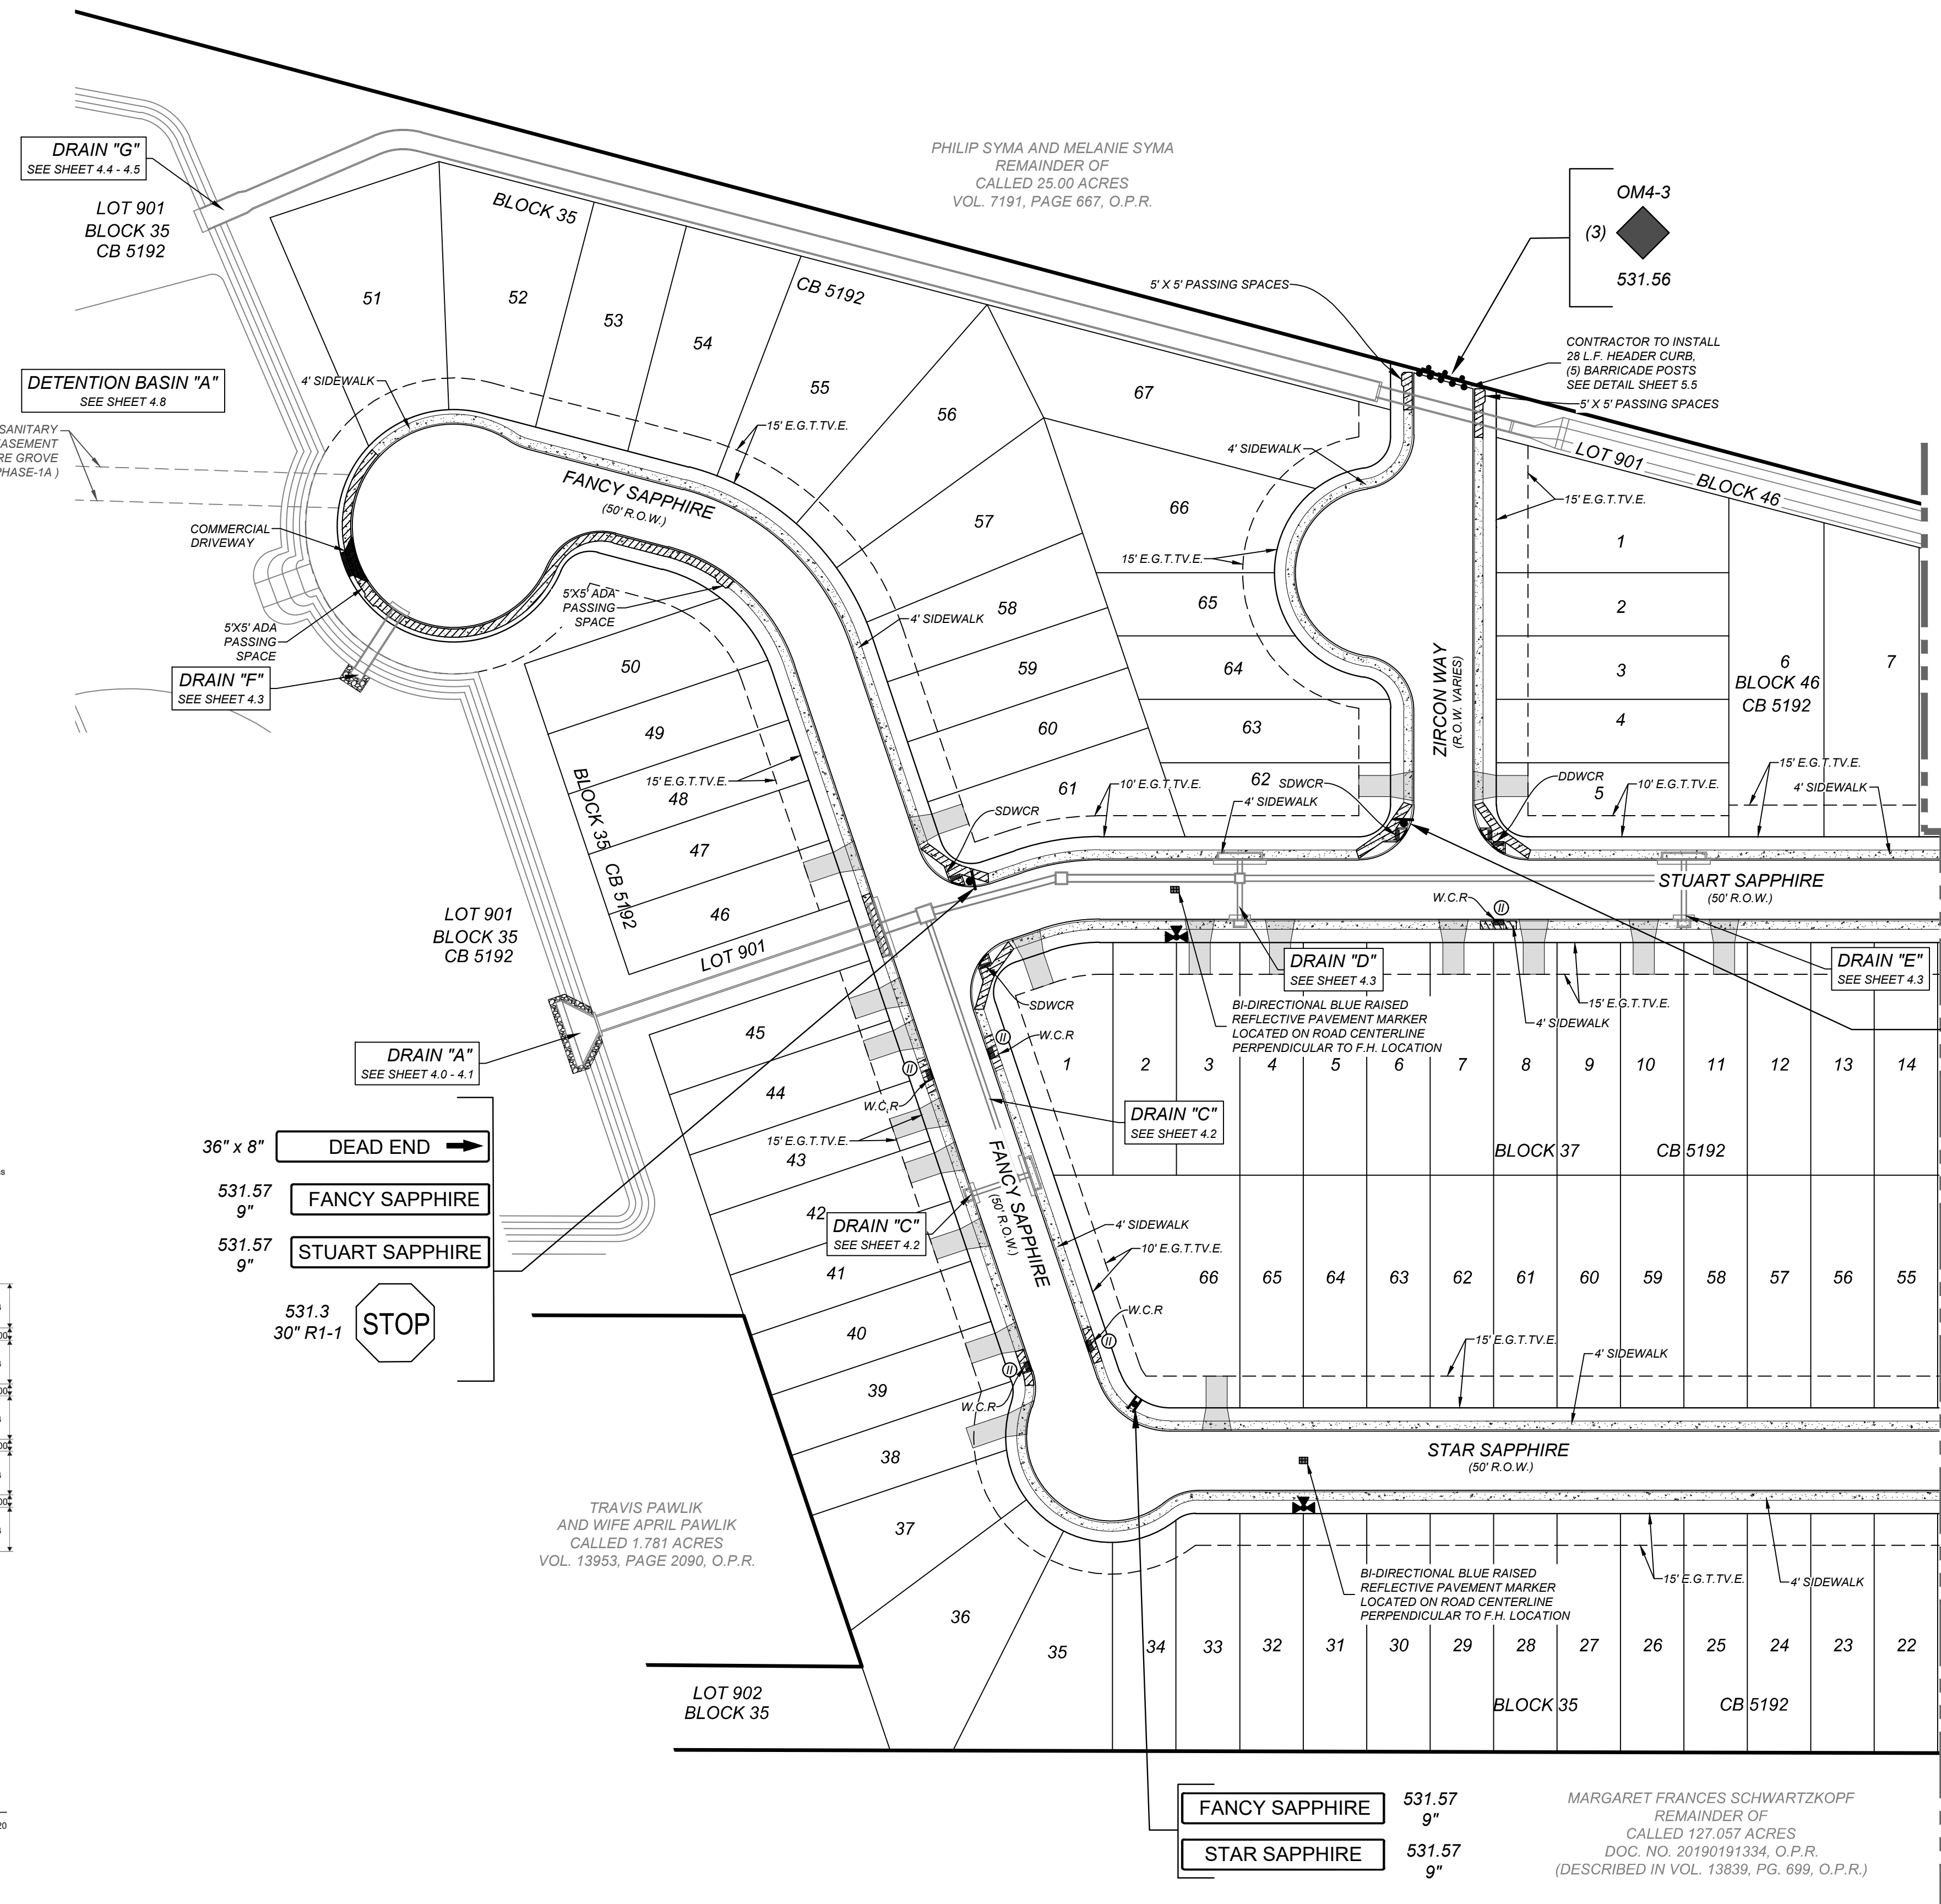 PHILIP SYMA AND MELANIE SYMA
REMAINDER OF
CALLED 25.00 ACRES
VOL. 7191, PAGE 667, O.P.R.
DRAIN "G"
SEE SHEET 4.4 - 4.5
LOT 901
BLOCK 35
CB 5192
BLOCK 35
CB 5192
OM4-3
(3)
531.56
5' X 5' PASSING SPACES
CONTRACTOR TO INSTALL
28 L.F. HEADER CURB,
(5) BARRICADE POSTS
SEE DETAIL SHEET 5.5
5' X 5' PASSING SPACES
51
52
53
54
55
56
67
DETENTION BASIN "A"
SEE SHEET 4.8
4' SIDEWALK
15' E.G.T.TV.E.
SANITARY
EASEMENT
RE GROVE
PHASE-1A )
FANCY SAPPHIRE
(50' R.O.W.)
4' SIDEWALK
LOT 901
BLOCK 46
15' E.G.T.TV.E.
57
66
15' E.G.T.TV.E.
1
COMMERCIAL
DRIVEWAY
5'X5' ADA
PASSING
SPACE
5'X5' ADA
PASSING
SPACE
58
4' SIDEWALK
65
2
DRAIN "F"
SEE SHEET 4.3
50
59
64
3
6
7
BLOCK 46
CB 5192
ZIRCON WAY
(R.O.W. VARIES)
49
60
63
4
15' E.G.T.TV.E.
48
BLOCK 35
CB 5192
61
10' E.G.T.TV.E.
62
SDWCR
4' SIDEWALK
DDWCR
5
10' E.G.T.TV.E.
15' E.G.T.TV.E.
4' SIDEWALK
SDWCR
47
46
STUART SAPPHIRE
(50' R.O.W.)
W.C.R
II
LOT 901
BLOCK 35
CB 5192
LOT 901
DRAIN "D"
SEE SHEET 4.3
DRAIN "E"
SEE SHEET 4.3
SDWCR
BI-DIRECTIONAL BLUE RAISED
REFLECTIVE PAVEMENT MARKER
LOCATED ON ROAD CENTERLINE
PERPENDICULAR TO F.H. LOCATION
15' E.G.T.TV.E.
4' SIDEWALK
45
II
W.C.R
DRAIN "A"
SEE SHEET 4.0 - 4.1
1
2
3
4
5
6
7
8
9
10
11
12
13
14
II
44
W.C.R
DRAIN "C"
SEE SHEET 4.2
15' E.G.T.TV.E.
43
BLOCK 37
CB 5192
36" x 8"
DEAD END
531.57
9"
FANCY SAPPHIRE
531.57
9"
STUART SAPPHIRE
531.3
30" R1-1
STOP
FANCY SAPPHIRE
(50' R.O.W.)
42
DRAIN "C"
SEE SHEET 4.2
4' SIDEWALK
10' E.G.T.TV.E.
41
66
65
64
63
62
61
60
59
58
57
56
55
40
W.C.R
II
15' E.G.T.TV.E.
4' SIDEWALK
II
39
W.C.R
38
STAR SAPPHIRE
(50' R.O.W.)
TRAVIS PAWLIK
AND WIFE APRIL PAWLIK
CALLED 1.781 ACRES
VOL. 13953, PAGE 2090, O.P.R.
37
BI-DIRECTIONAL BLUE RAISED
REFLECTIVE PAVEMENT MARKER
LOCATED ON ROAD CENTERLINE
PERPENDICULAR TO F.H. LOCATION
15' E.G.T.TV.E.
4' SIDEWALK
36
35
34
33
32
31
30
29
28
27
26
25
24
23
22
LOT 902
BLOCK 35
BLOCK 35
CB 5192
FANCY SAPPHIRE
531.57
9"
STAR SAPPHIRE
531.57
9"
MARGARET FRANCES SCHWARTZKOPF
REMAINDER OF
CALLED 127.057 ACRES
DOC. NO. 20190191334, O.P.R.
(DESCRIBED IN VOL. 13839, PG. 699, O.P.R.)